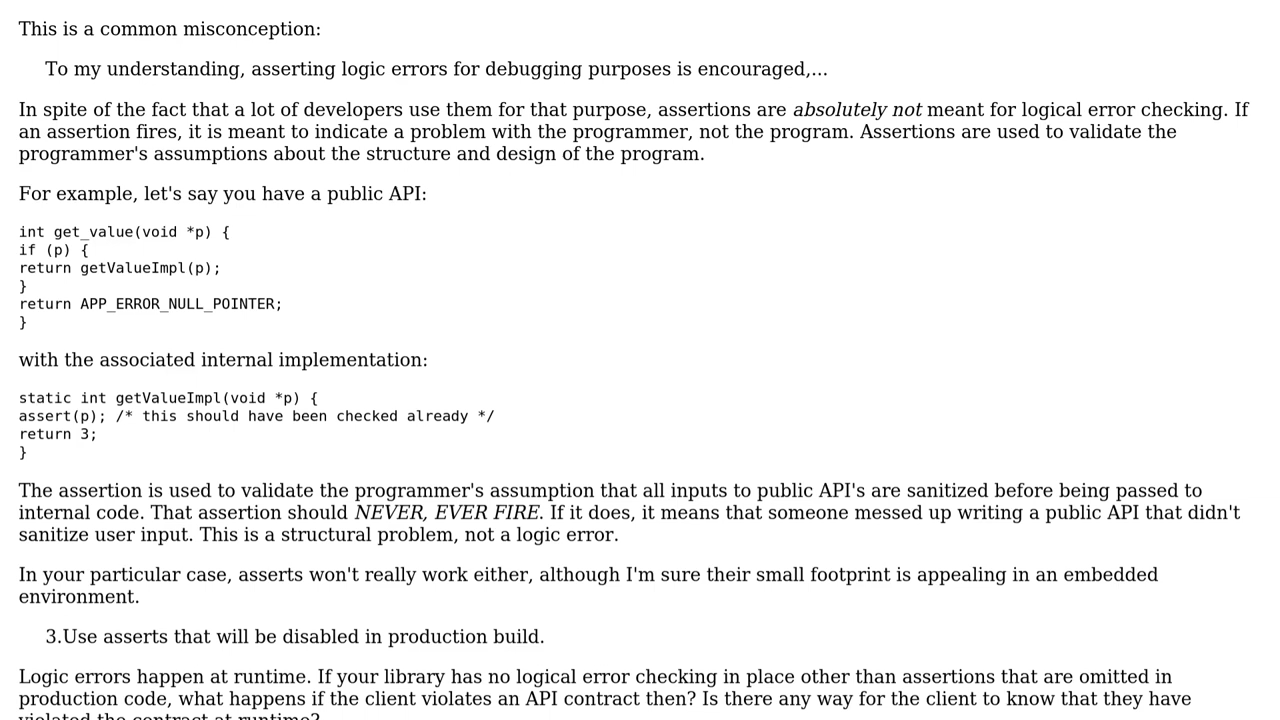 This is a common misconception:
To my understanding, asserting logic errors for debugging purposes is encouraged,...
In spite of the fact that a lot of developers use them for that purpose, assertions are absolutely not meant for logical error checking. If
an assertion fires, it is meant to indicate a problem with the programmer, not the program. Assertions are used to validate the
programmer's assumptions about the structure and design of the program.
For example, let's say you have a public API:
int get_value(void *p) {
if (p) {
return getValueImpl(p);
}
return APP_ERROR_NULL_POINTER;
}
with the associated internal implementation:
static int getValueImpl(void *p) {
assert(p); /* this should have been checked already */
return 3;
}
The assertion is used to validate the programmer's assumption that all inputs to public API's are sanitized before being passed to
internal code. That assertion should NEVER, EVER FIRE. If it does, it means that someone messed up writing a public API that didn't
sanitize user input. This is a structural problem, not a logic error.
In your particular case, asserts won't really work either, although I'm sure their small footprint is appealing in an embedded
environment.
3.Use asserts that will be disabled in production build.
Logic errors happen at runtime. If your library has no logical error checking in place other than assertions that are omitted in
production code, what happens if the client violates an API contract then? Is there any way for the client to know that they have
violated the contract at runtime?